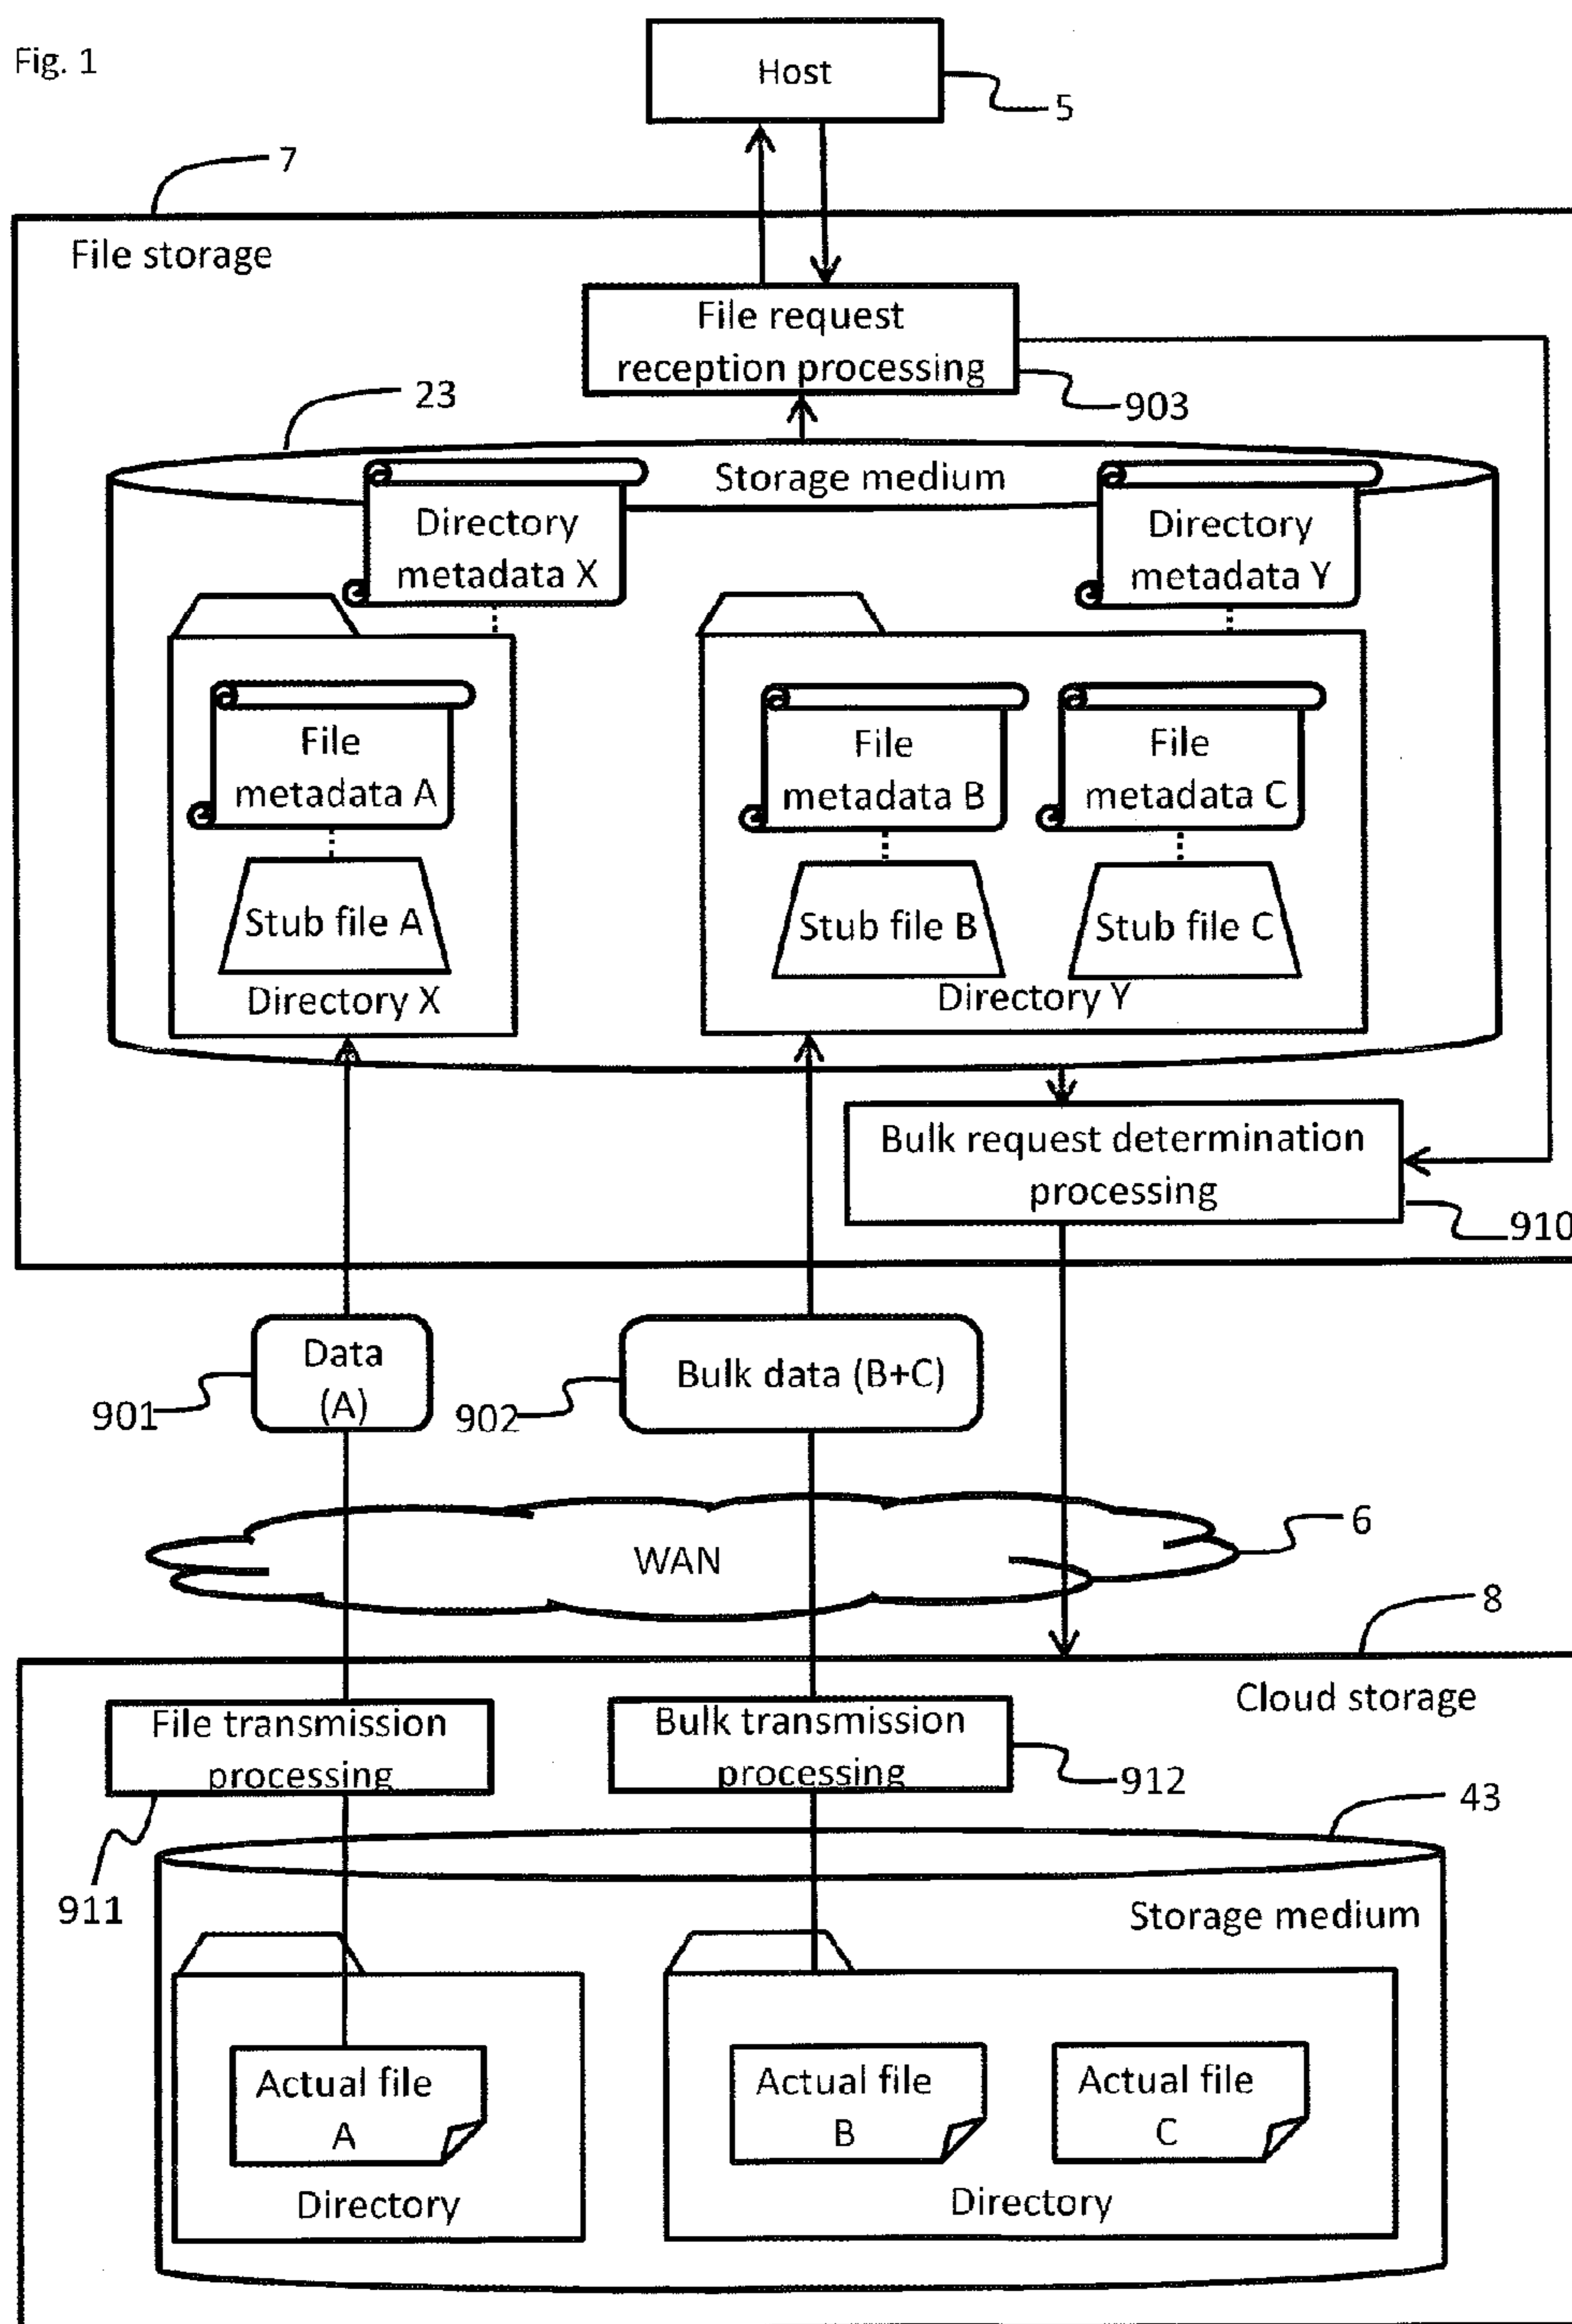 Fig. 1
Host
5
7
File storage
File request
reception processing
903
23
Storage medium
Directory
metadata X
Directory
metadata Y
File
metadata A
File
metadata B
File
metadata C
Stub file A
Stub file B
Stub file C
Directory X
Directory Y
Bulk request determination
processing
910
Data
(A)
901
Bulk data (B+C)
902
WAN
6
8
Cloud storage
File transmission
processing
Bulk transmission
processing
912
43
911
Storage medium
Actual file
A
Actual file
B
Actual file
C
Directory
Directory